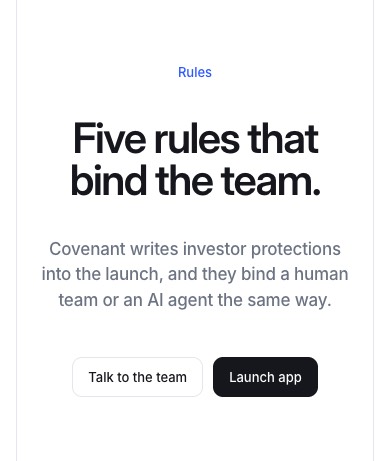 Rules
Five rules that
bind the team.
Covenant writes investor protections
into the launch, and they bind a human
team or an AI agent the same way.
Talk to the team
Launch app